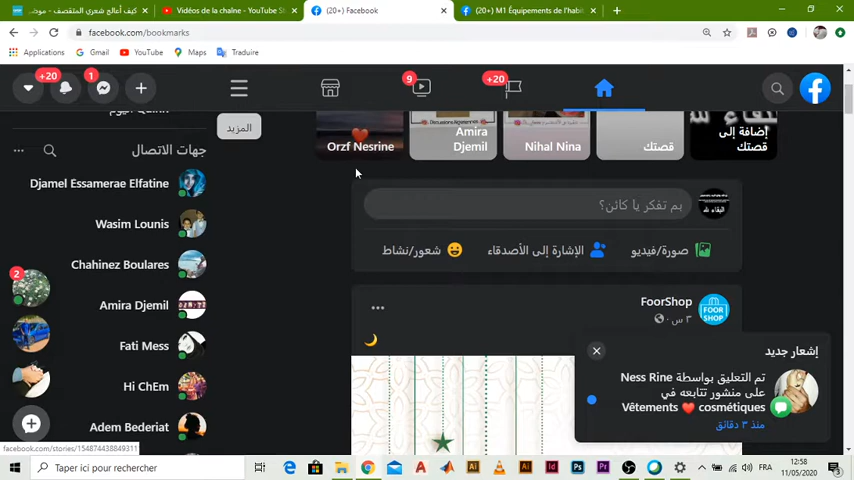 كيف أعالج شعري المتقصف - موضـ
Vidéos de la chaîne - YouTube St
(20+) Facebook
(20+) M1 Équipements de l'habi
facebook.com/bookmarks
Applications
Gmail
YouTube
Maps
Traduire
+20
1
9
+20
المزيد
Orzf Nesrine
Amira
Djemil
Nihal Nina
قصتك
إضافة إلى
قصتك
جهات الاتصال
Djamel Essamerae Elfatine
Wasim Lounis
Chahinez Boulares
Amira Djemil
Fati Mess
Hi ChEm
Adem Bederiat
2
بم تفكر يا كائن؟
صورة/فيديو
الإشارة إلى الأصدقاء
شعور/نشاط
FoorShop
٣ س ·
FOOR
SHOP
إشعار جديد
تم التعليق بواسطة Ness Rine
على منشور تتابعه في
Vêtements ❤️ cosmétiques
منذ ٣ دقائق
facebook.com/stories/154874438849311
Taper ici pour rechercher
FRA
12:58
11/05/2020